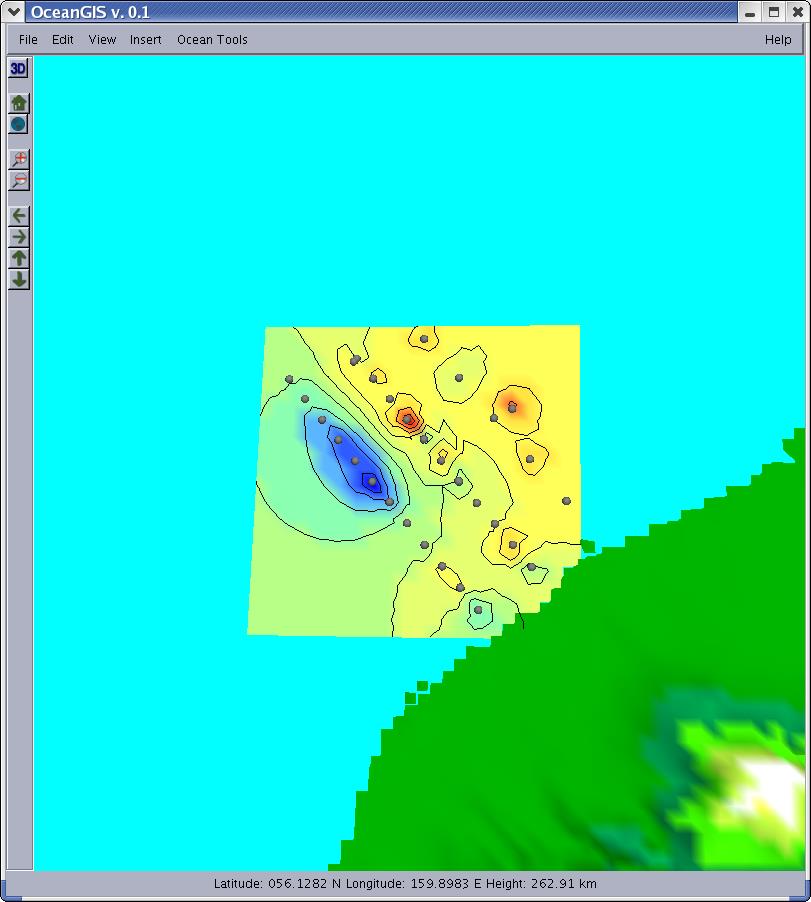 OceanGIS v. 0.1
File Edit View Insert Ocean Tools Help
3D
Latitude: 056.1282 N Longitude: 159.8983 E Height: 262.91 km